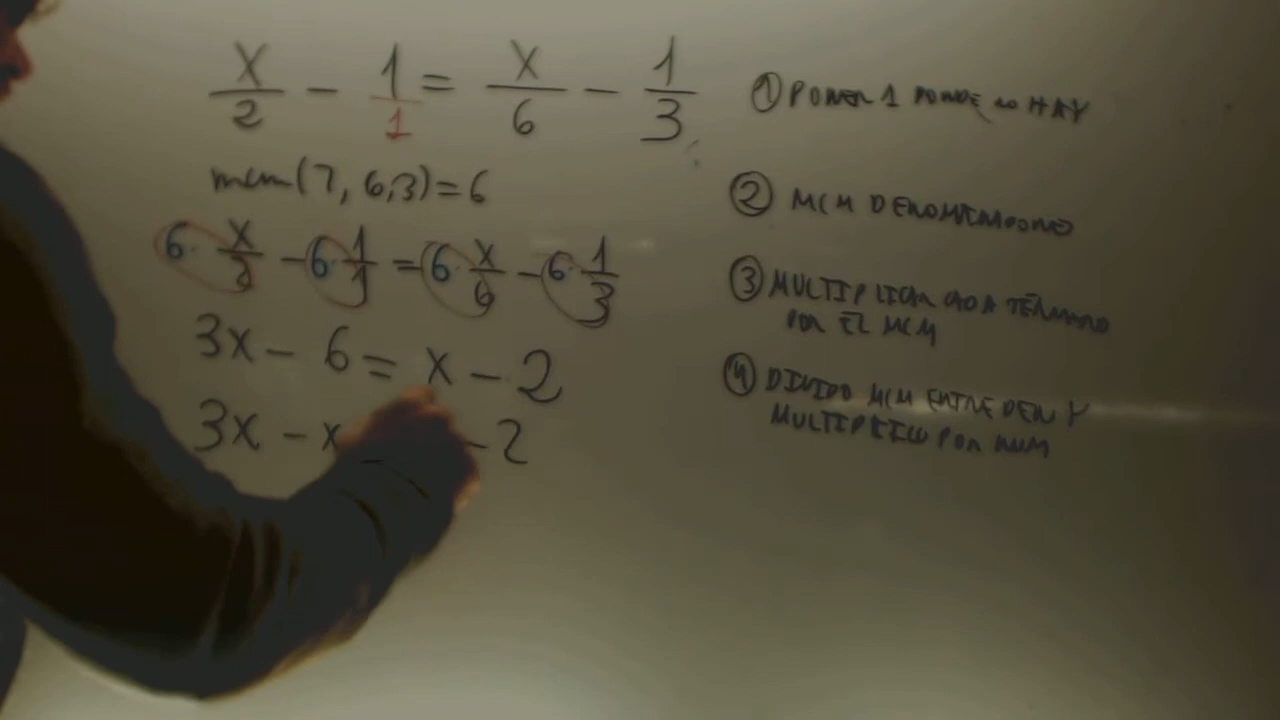 x/2 - 1/1 = x/6 - 1/3
mcm(2, 6, 3) = 6
6· x/2 - 6· 1/1 = 6· x/6 - 6· 1/3
3x - 6 = x - 2
3x - x - 2
① PONER 1 DONDE NO HAY
② MCM DENOMINADORES
③ MULTIPLICAR CADA TÉRMINO
POR EL MCM
④ DIVIDO MCM ENTRE DEN Y
MULTIPLICO POR NUM